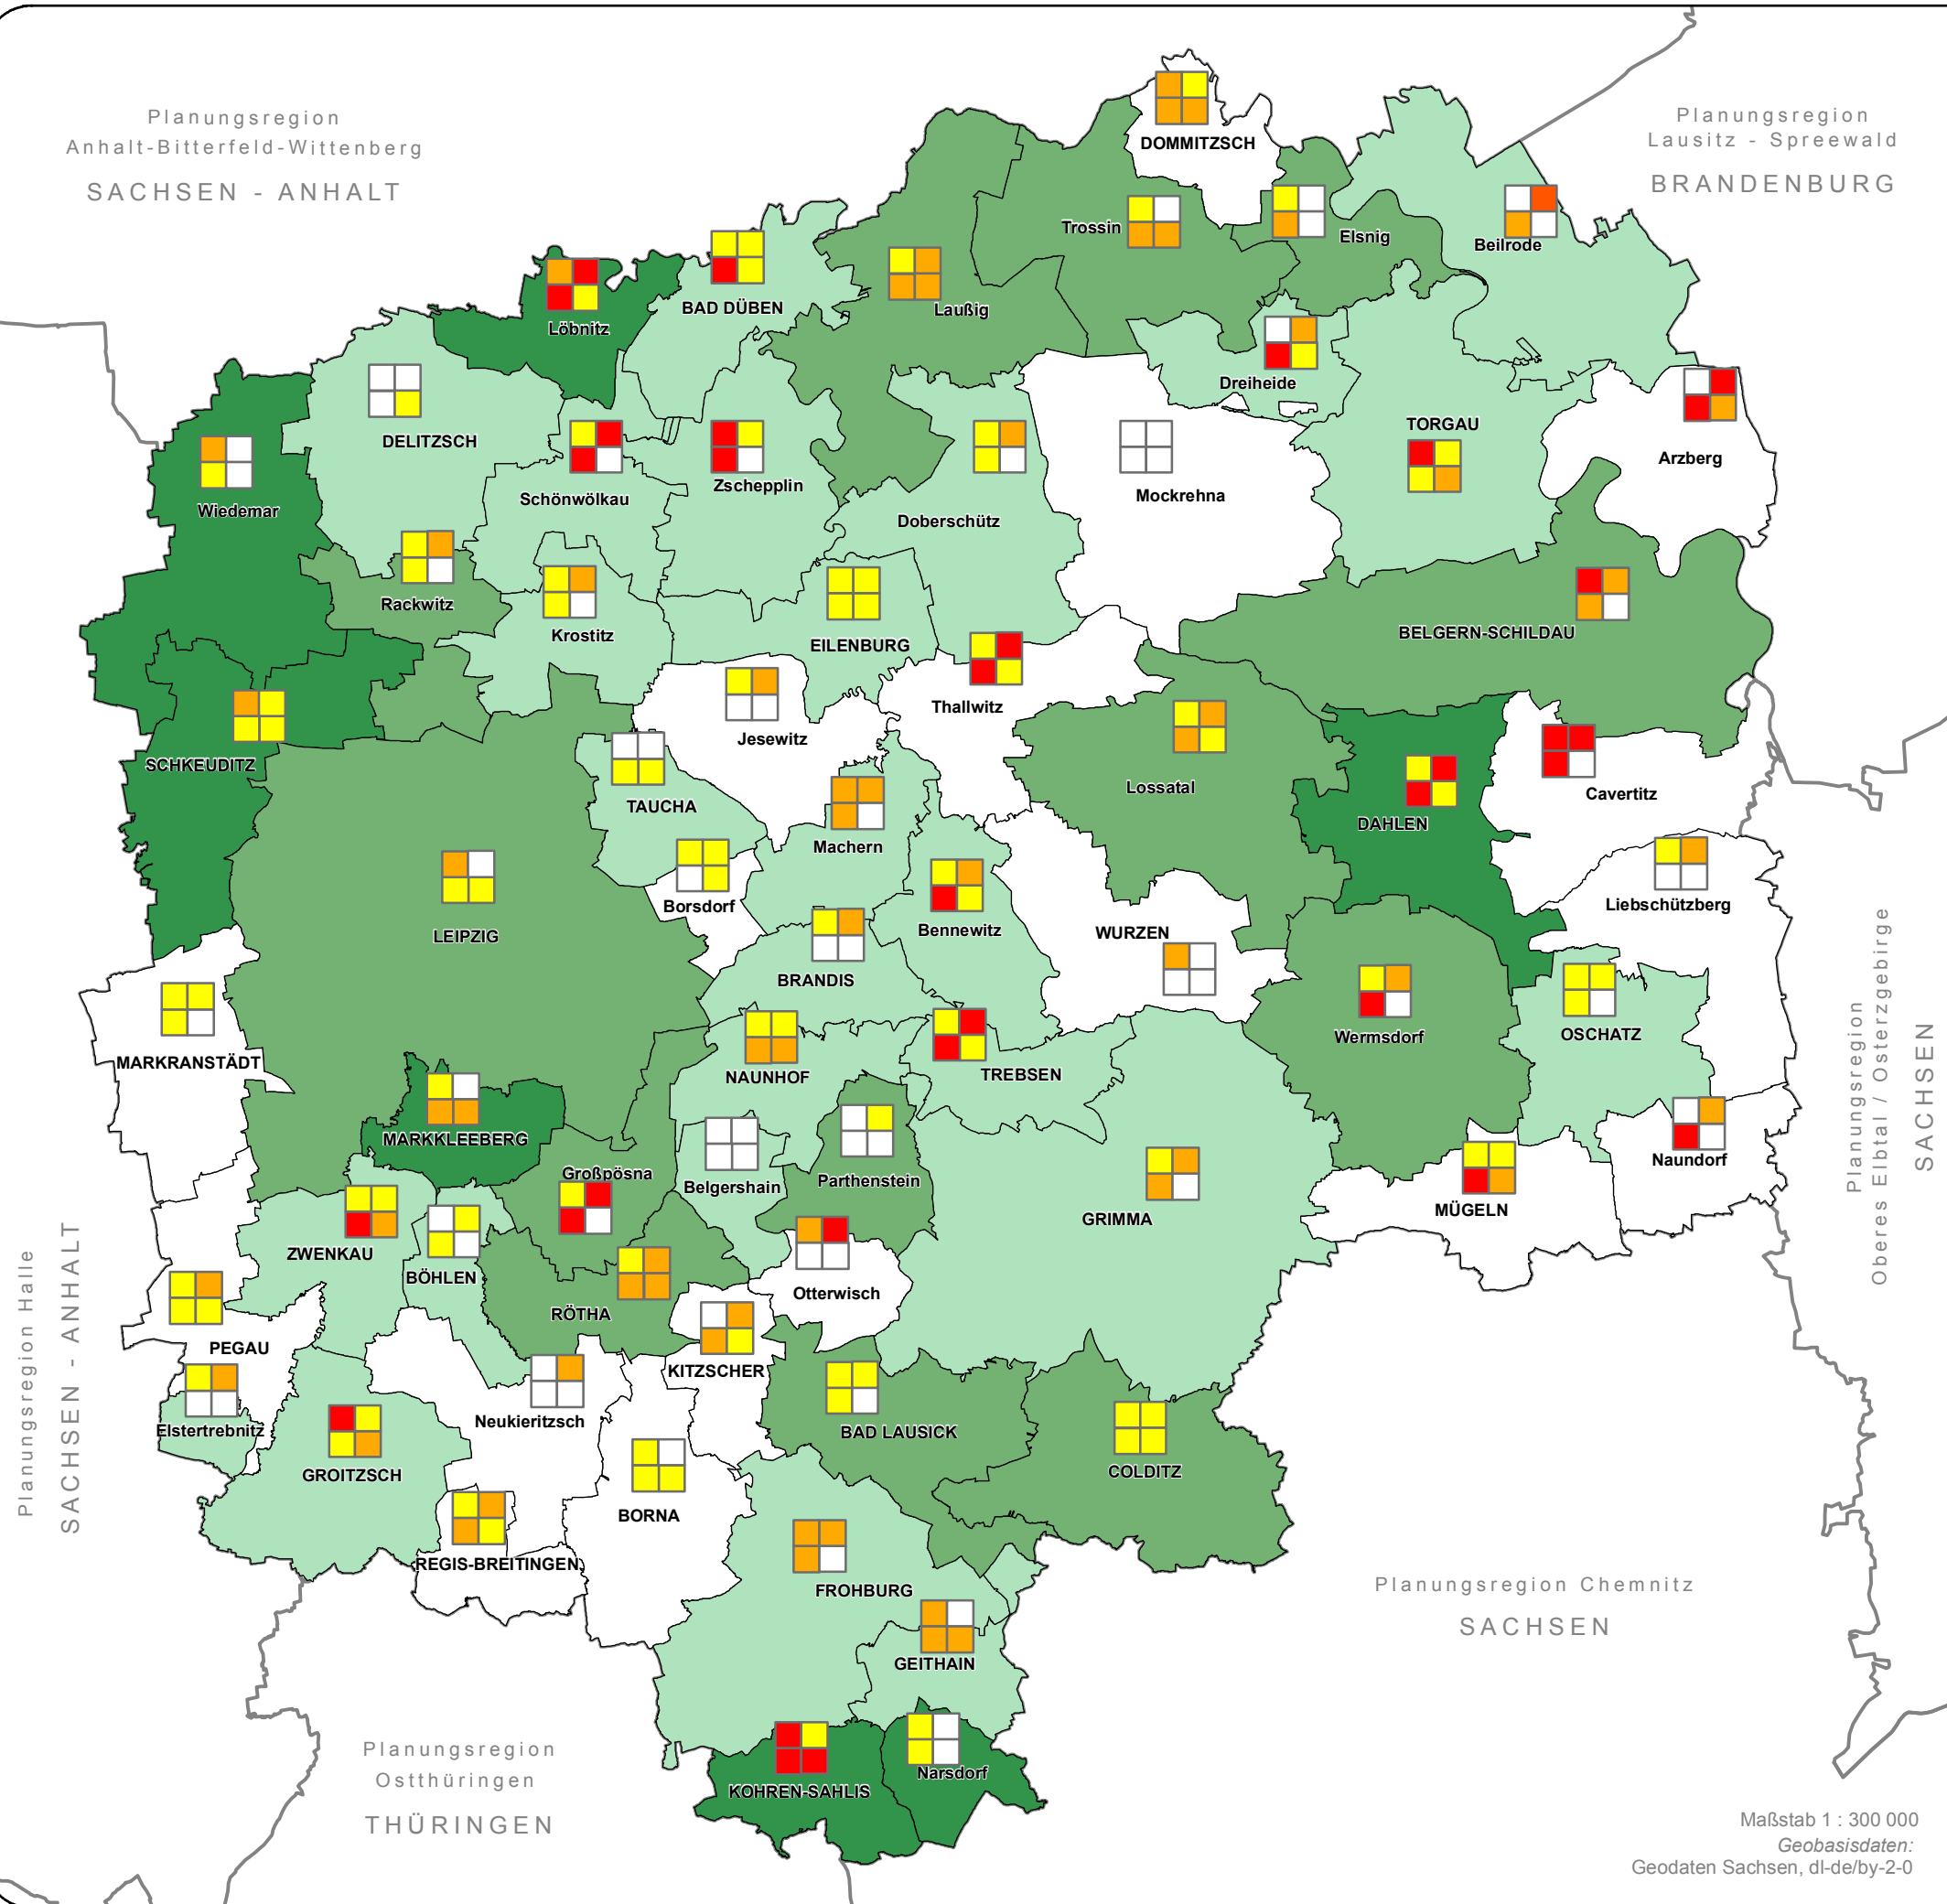 Planungsregion
Anhalt-Bitterfeld-Wittenberg
SACHSEN - ANHALT
Planungsregion
Lausitz - Spreewald
BRANDENBURG
DOMMITZSCH
Trossin
Elsnig
Beilrode
BAD DÜBEN
Laußig
Löbnitz
Dreiheide
DELITZSCH
TORGAU
Arzberg
Wiedemar
Schönwölkau
Zschepplin
Doberschütz
Mockrehna
Rackwitz
Krostitz
EILENBURG
BELGERN-SCHILDAU
Thallwitz
Jesewitz
SCHKEUDITZ
TAUCHA
Lossatal
Cavertitz
DAHLEN
Machern
Borsdorf
Liebschützberg
LEIPZIG
Bennewitz
WURZEN
BRANDIS
Wermsdorf
OSCHATZ
MARKRANSTÄDT
NAUNHOF
TREBSEN
MARKKLEEBERG
Großpösna
Belgershain
Parthenstein
Naundorf
GRIMMA
MÜGELN
ZWENKAU
BÖHLEN
Otterwisch
RÖTHA
PEGAU
KITZSCHER
Elstertrebnitz
Neukieritzsch
BAD LAUSICK
COLDITZ
GROITZSCH
BORNA
REGIS-BREITINGEN
FROHBURG
GEITHAIN
Narsdorf
KOHREN-SAHLIS
Planungsregion
Oberes Elbtal / Osterzgebirge
SACHSEN
Planungsregion Halle
SACHSEN - ANHALT
Planungsregion Chemnitz
SACHSEN
Planungsregion
Ostthüringen
THÜRINGEN
Maßstab 1 : 300 000
Geobasisdaten:
Geodaten Sachsen, dl-de/by-2-0